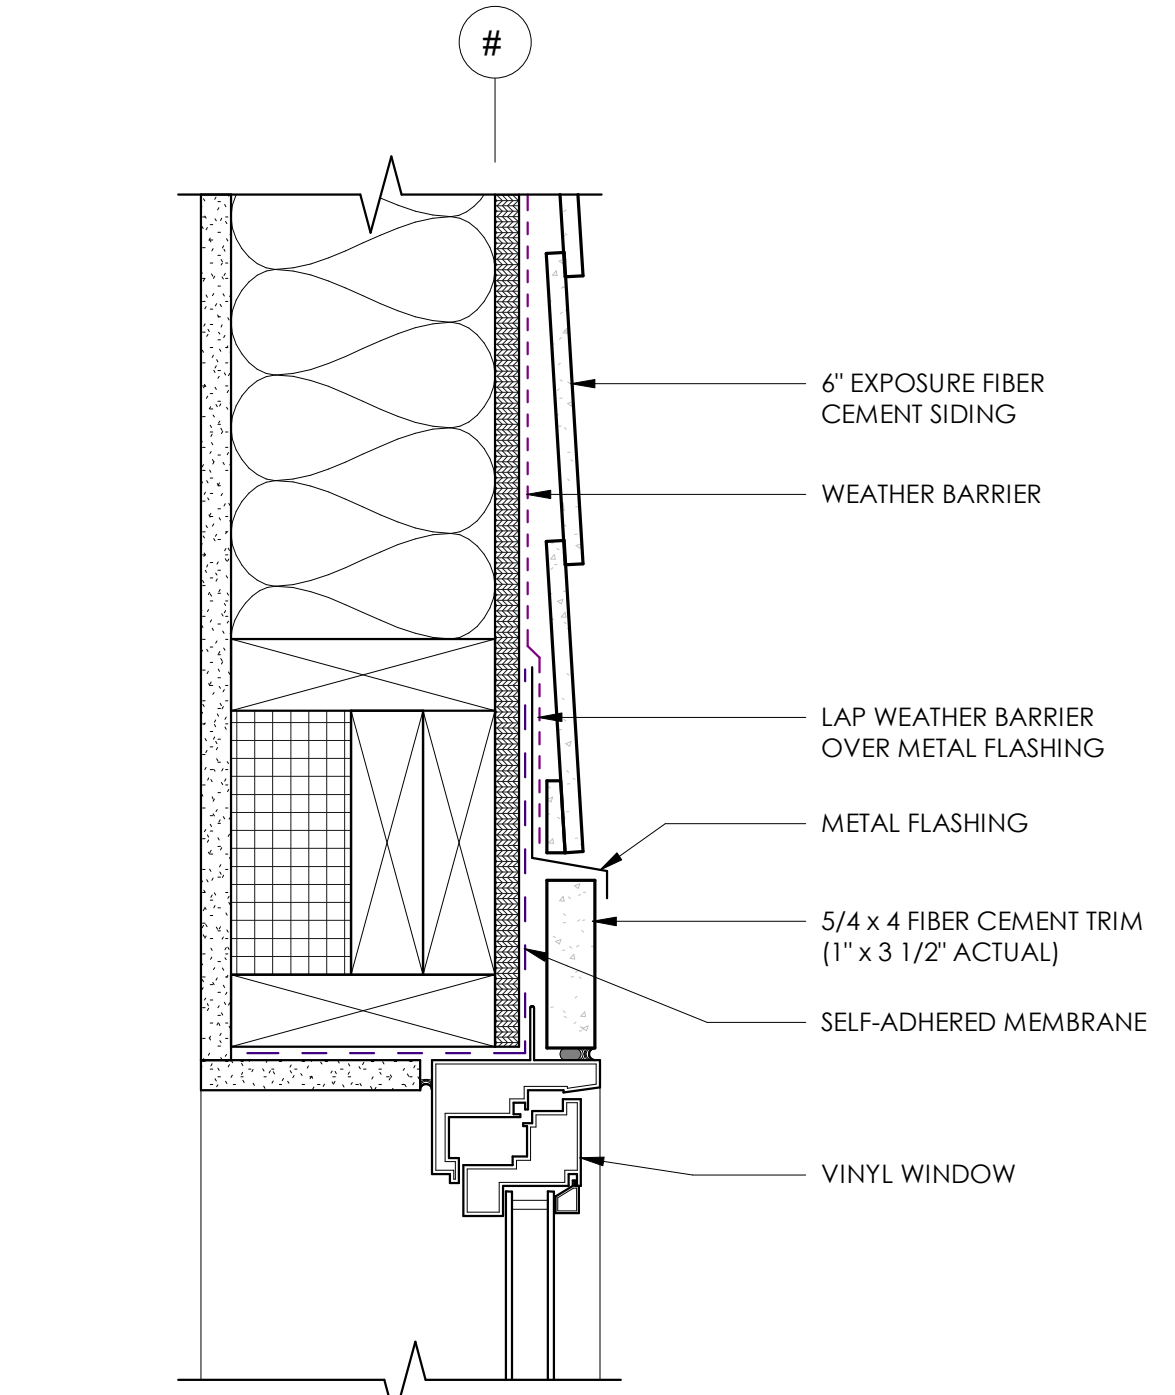 #
6" EXPOSURE FIBER
CEMENT SIDING
WEATHER BARRIER
LAP WEATHER BARRIER
OVER METAL FLASHING
METAL FLASHING
5/4 x 4 FIBER CEMENT TRIM
(1" x 3 1/2" ACTUAL)
SELF-ADHERED MEMBRANE
VINYL WINDOW